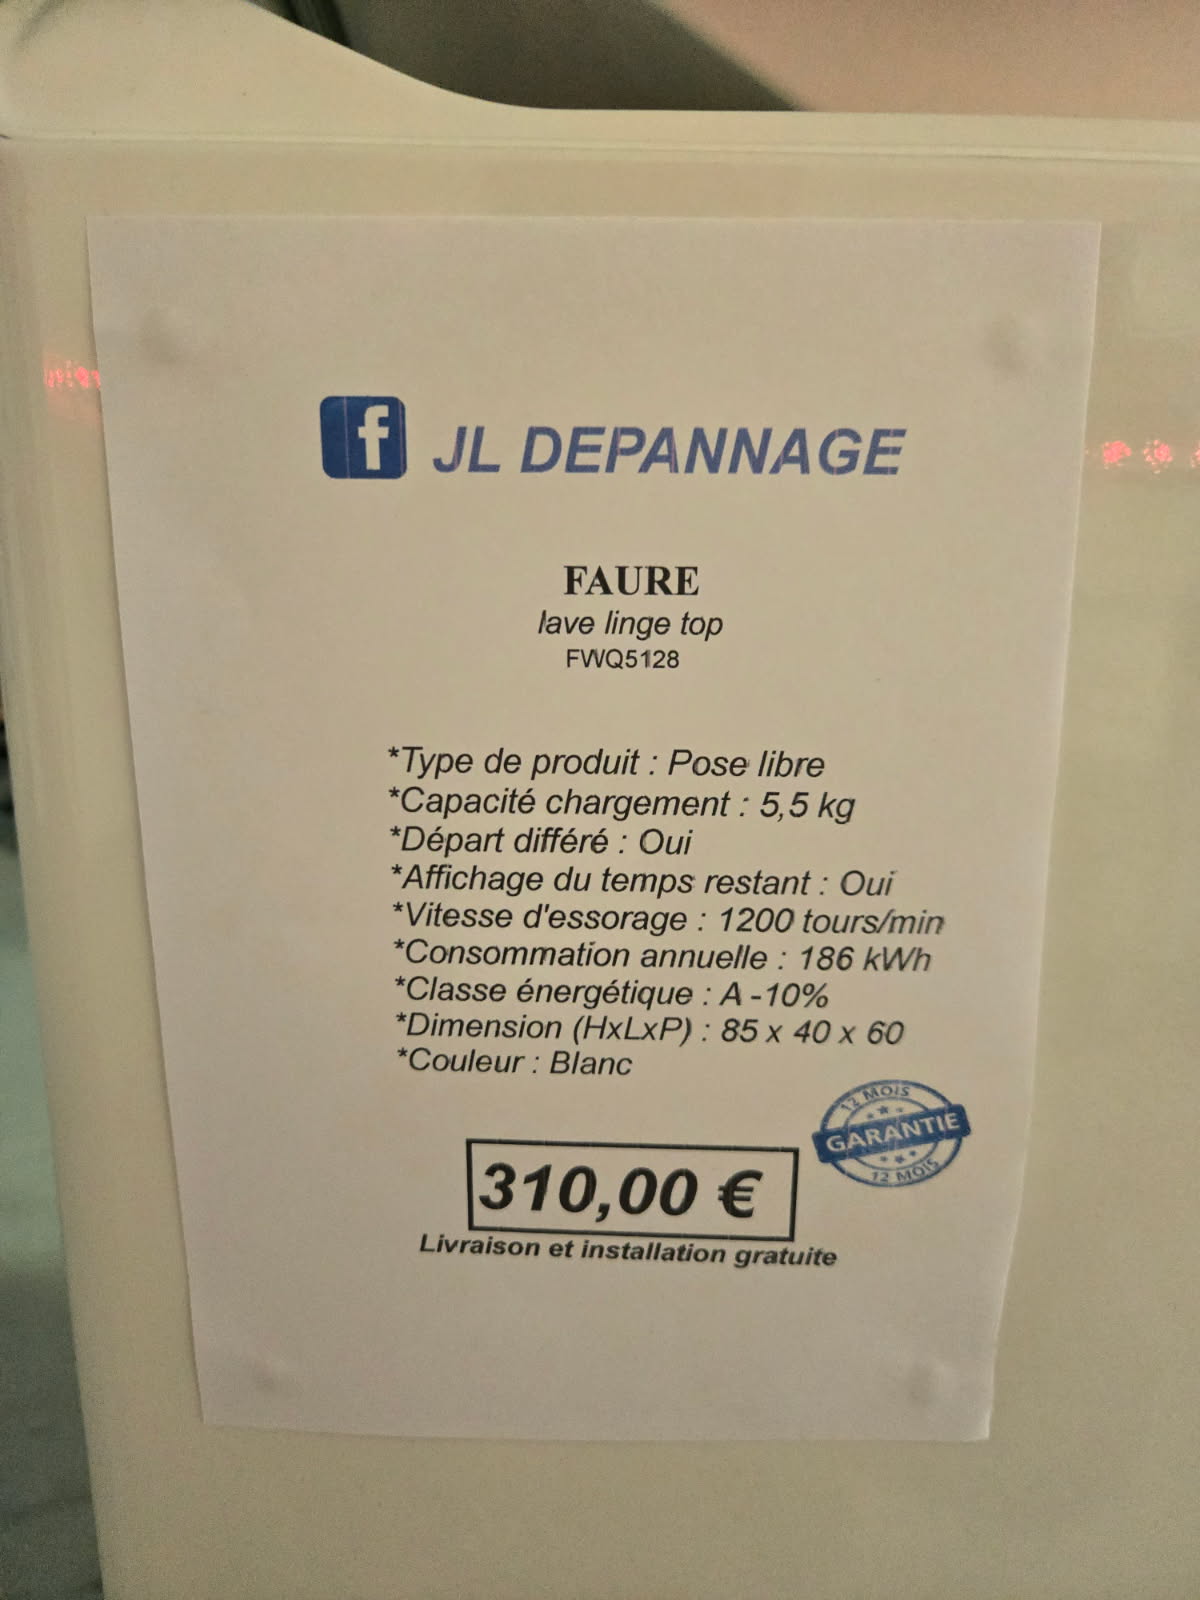 f JL DEPANNAGE
FAURE
lave linge top
FWQ5128
*Type de produit : Pose libre
*Capacité chargement : 5,5 kg
*Départ différé : Oui
*Affichage du temps restant : Oui
*Vitesse d'essorage : 1200 tours/min
*Consommation annuelle : 186 kWh
*Classe énergétique : A -10%
*Dimension (HxLxP) : 85 x 40 x 60
*Couleur : Blanc
12 MOIS
GARANTIE
12 MOIS
310,00 €
Livraison et installation gratuite